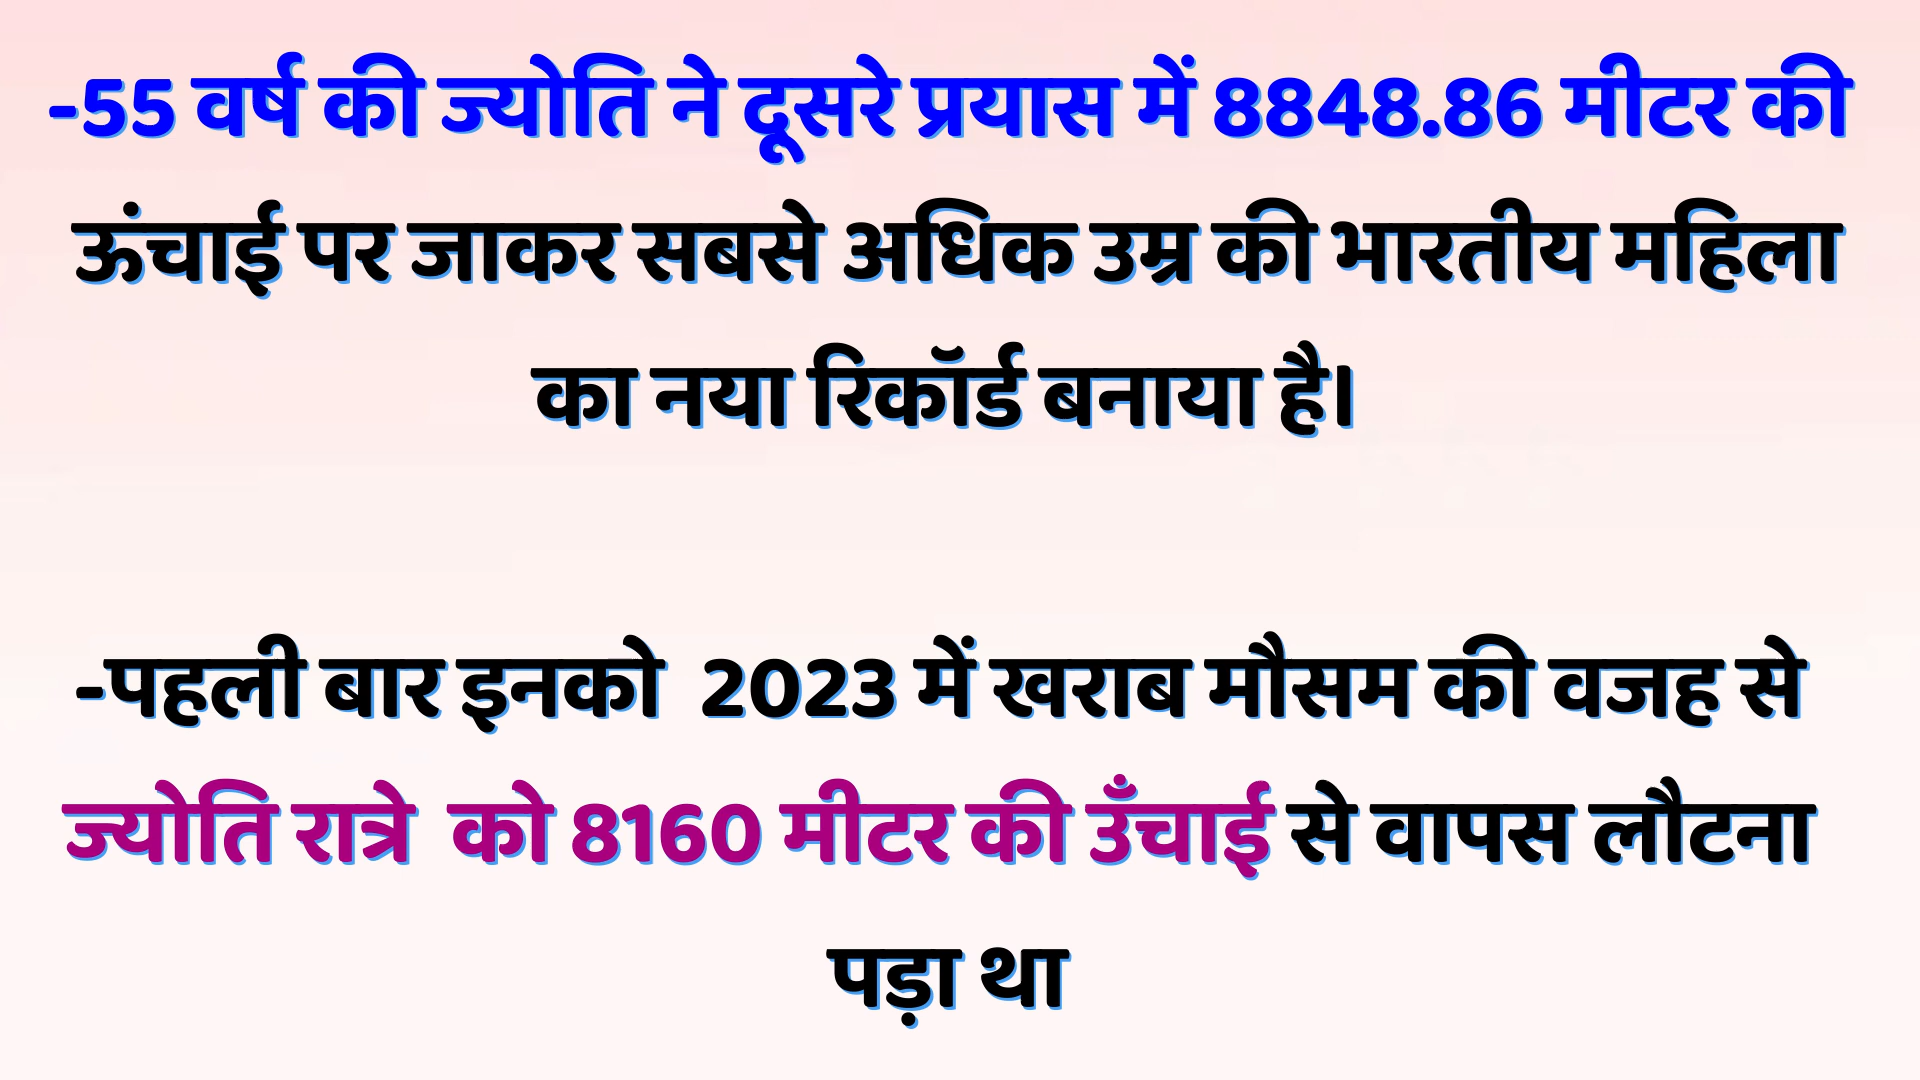 -55 वर्ष की ज्योति ने दूसरे प्रयास में 8848.86 मीटर की
ऊंचाई पर जाकर सबसे अधिक उम्र की भारतीय महिला
का नया रिकॉर्ड बनाया है।
-पहली बार इनको 2023 में खराब मौसम की वजह से
ज्योति रात्रे को 8160 मीटर की उँचाई से वापस लौटना
पड़ा था